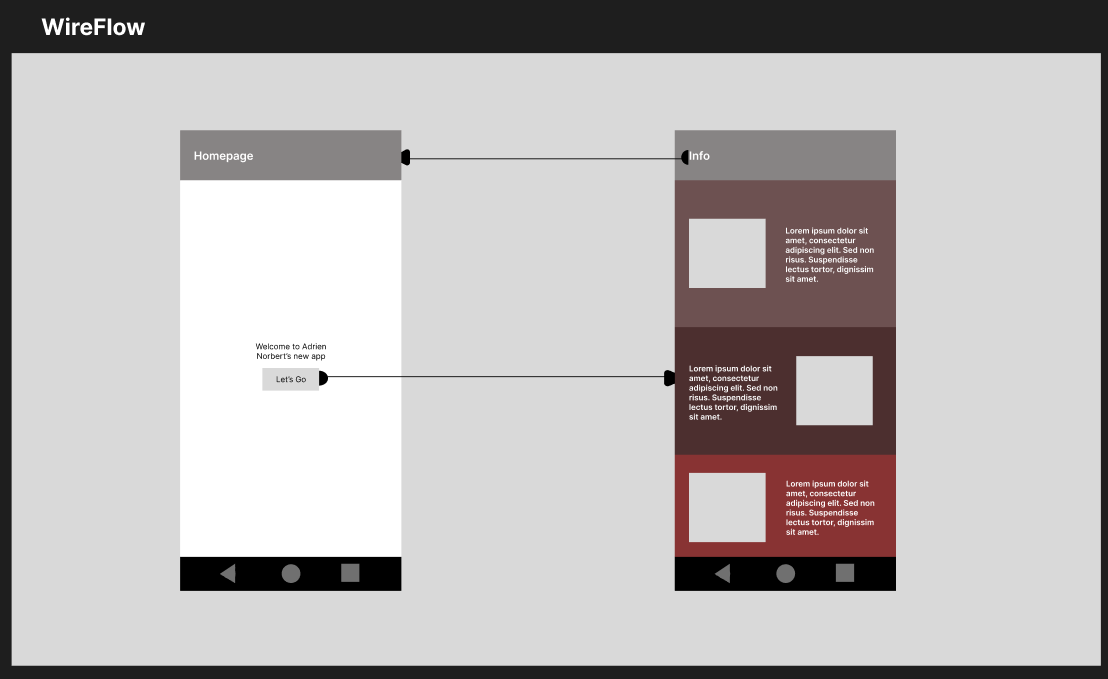 WireFlow
Homepage
Welcome to Adrien
Norbert's new app
Let's Go
Info
Lorem ipsum dolor sit
amet, consectetur
adipiscing elit. Sed non
risus. Suspendisse
lectus tortor, dignissim
sit amet.
Lorem ipsum dolor sit
amet, consectetur
adipiscing elit. Sed non
risus. Suspendisse
lectus tortor, dignissim
sit amet.
Lorem ipsum dolor sit
amet, consectetur
adipiscing elit. Sed non
risus. Suspendisse
lectus tortor, dignissim
sit amet.